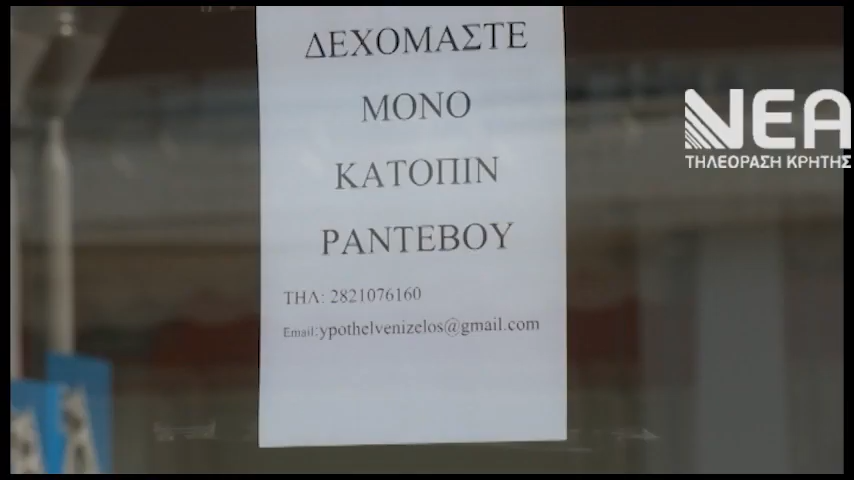 ΔΕΧΟΜΑΣΤΕ
ΜΟΝΟ
ΚΑΤΟΠΙΝ
ΡΑΝΤΕΒΟΥ
ΤΗΛ: 2821076160
Email:ypothelvenizelos@gmail.com
ΝΕΑ
ΤΗΛΕΟΡΑΣΗ ΚΡΗΤΗΣ